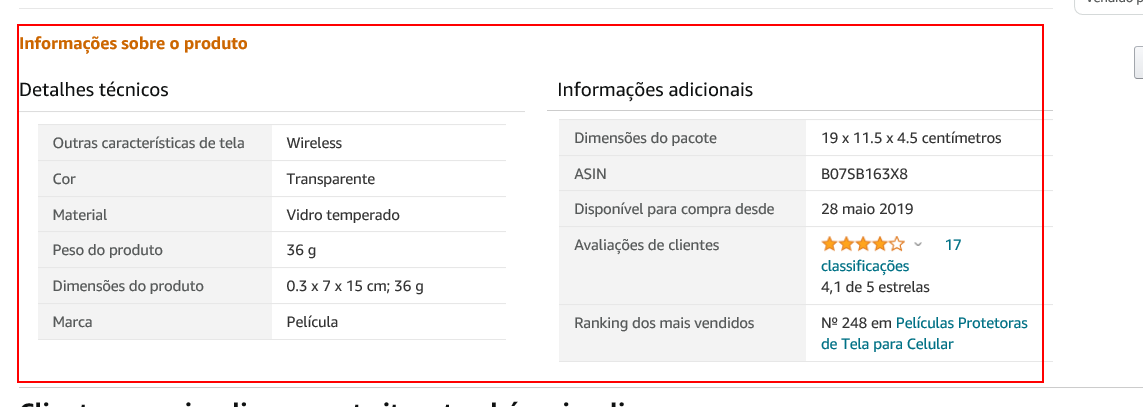 Informações sobre o produto
Detalhes técnicos
Outras características de tela Wireless
Cor Transparente
Material Vidro temperado
Peso do produto 36 g
Dimensões do produto 0.3 x 7 x 15 cm; 36 g
Marca Película
Informações adicionais
Dimensões do pacote 19 x 11.5 x 4.5 centímetros
ASIN B07SB163X8
Disponível para compra desde 28 maio 2019
Avaliações de clientes 17
classificações
4,1 de 5 estrelas
Ranking dos mais vendidos Nº 248 em Películas Protetoras
de Tela para Celular